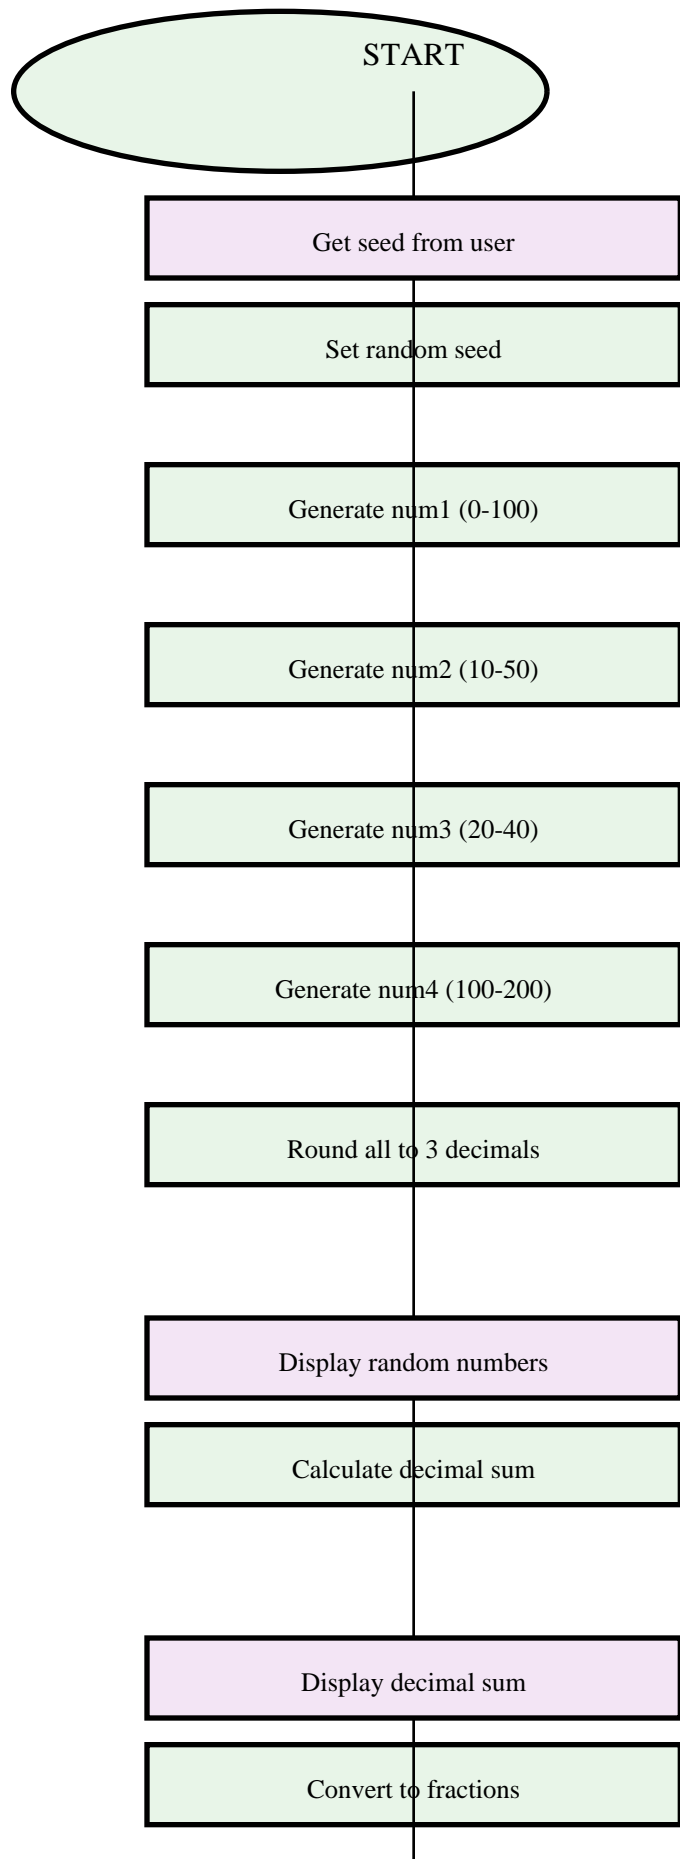 START
Get seed from user
Set random seed
Generate num1 (0-100)
Generate num2 (10-50)
Generate num3 (20-40)
Generate num4 (100-200)
Round all to 3 decimals
Display random numbers
Calculate decimal sum
Display decimal sum
Convert to fractions